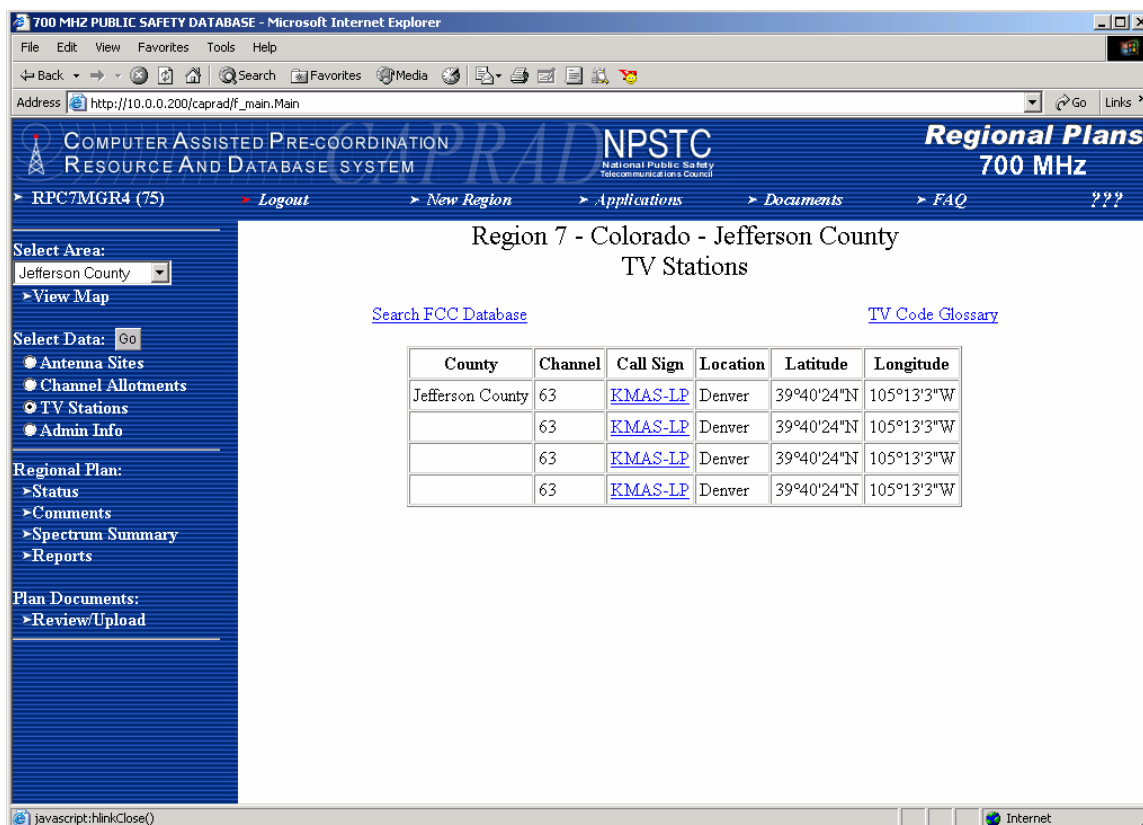 700 MHZ PUBLIC SAFETY DATABASE - Microsoft Internet Explorer
File Edit View Favorites Tools Help
Back Search Favorites Media
Address http://10.0.0.200/caprad/f_main.Main Go Links
COMPUTER ASSISTED PRE-COORDINATION
RESOURCE AND DATABASE SYSTEM
CAPRAD
NPSTC
National Public Safety
Telecommunications Council
Regional Plans
700 MHz
RPC7MGR4 (75) Logout New Region Applications Documents FAQ ???
Select Area:
Jefferson County
View Map
Select Data: Go
Antenna Sites
Channel Allotments
TV Stations
Admin Info
Regional Plan:
Status
Comments
Spectrum Summary
Reports
Plan Documents:
Review/Upload
Region 7 - Colorado - Jefferson County
TV Stations
Search FCC Database TV Code Glossary
County Channel Call Sign Location Latitude Longitude
Jefferson County 63 KMAS-LP Denver 39°40'24"N 105°13'3"W
63 KMAS-LP Denver 39°40'24"N 105°13'3"W
63 KMAS-LP Denver 39°40'24"N 105°13'3"W
63 KMAS-LP Denver 39°40'24"N 105°13'3"W
javascript:hlinkClose() Internet